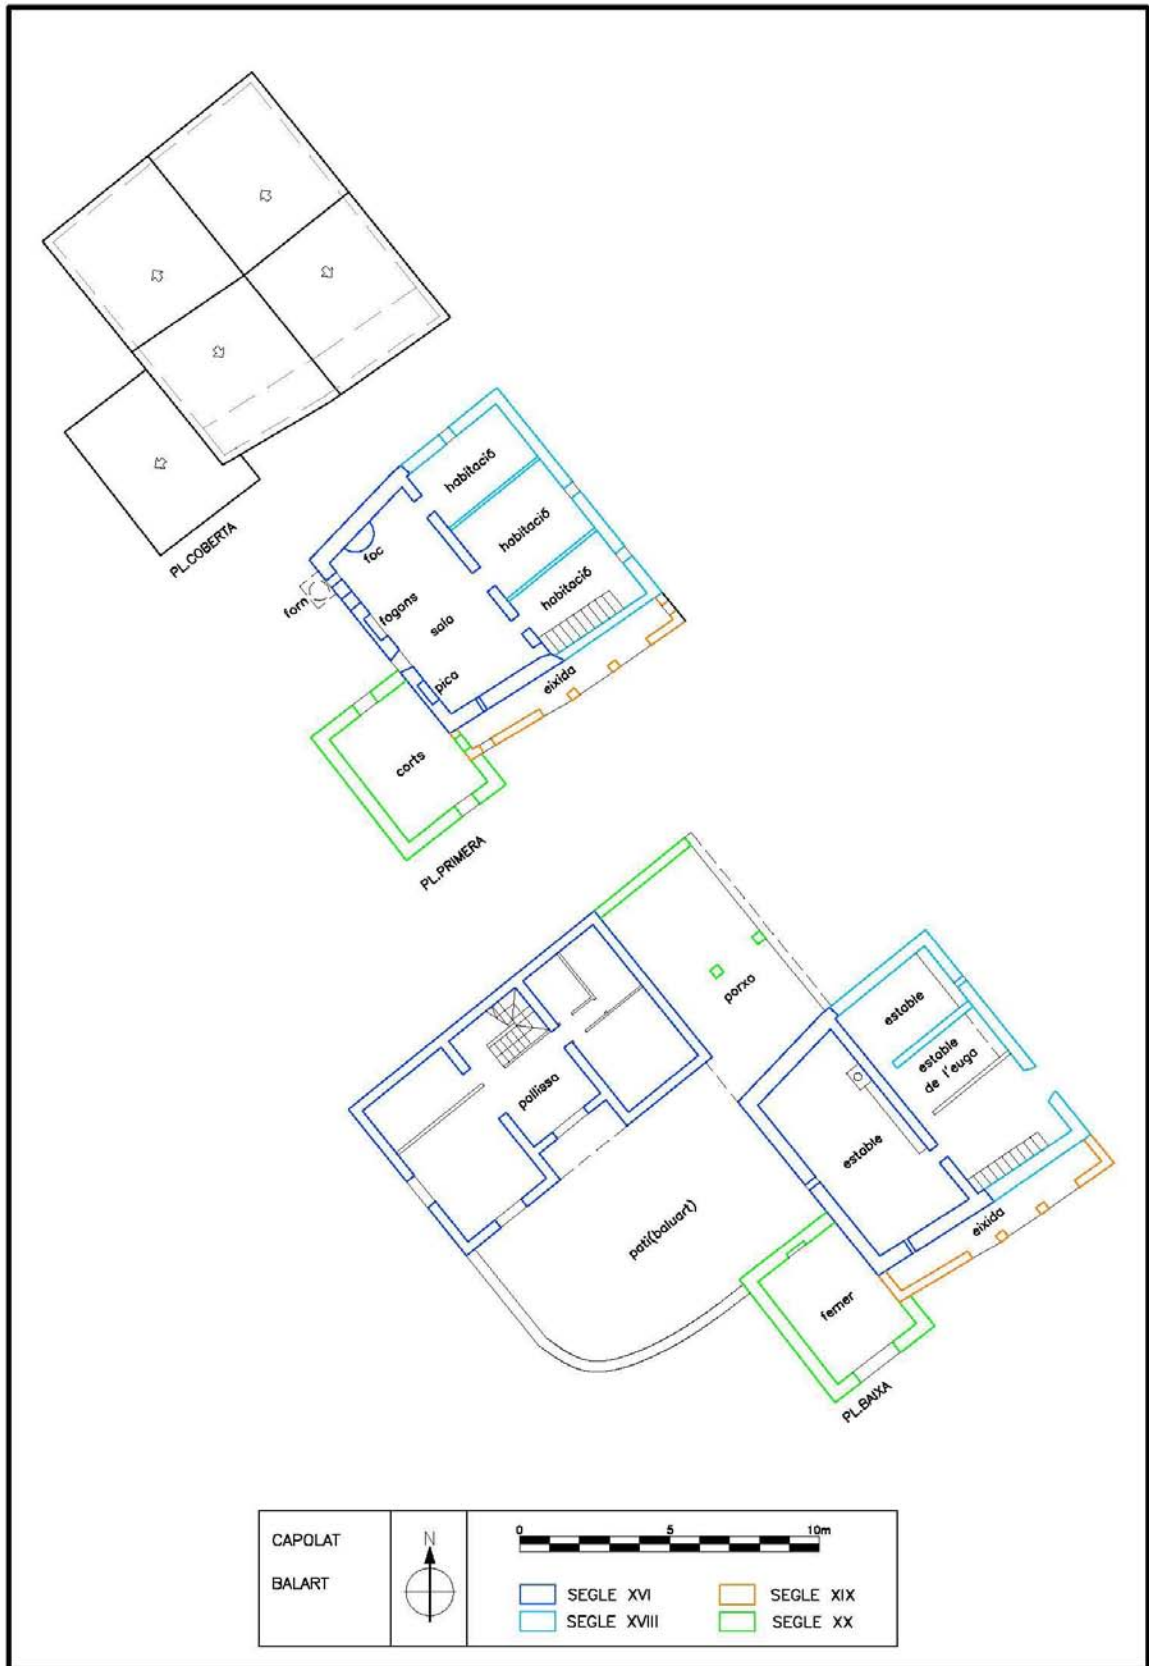 PL.COBERTA
habitació
habitació
habitació
foc
forn
fogons
sala
pica
eixida
corts
PL.PRIMERA
porxo
estable
estable
de l'euga
pallissa
estable
pati(baluart)
eixida
femer
PL.BAIXA
CAPOLAT
BALART
N
0 5 10m
SEGLE XVI
SEGLE XVIII
SEGLE XIX
SEGLE XX